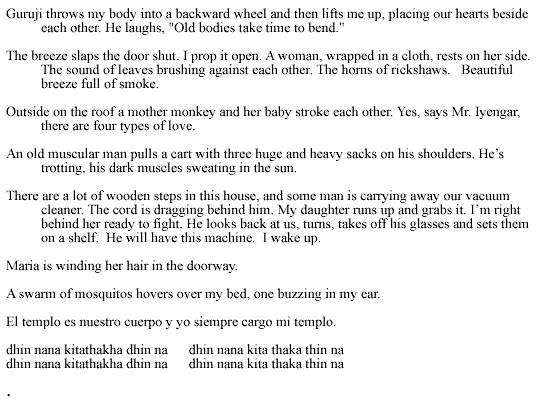 Guruji throws my body into a backward wheel and then lifts me up, placing our hearts beside
each other. He laughs, "Old bodies take time to bend."
The breeze slaps the door shut. I prop it open. A woman, wrapped in a cloth, rests on her side.
The sound of leaves brushing against each other. The horns of rickshaws.   Beautiful
breeze full of smoke.
Outside on the roof a mother monkey and her baby stroke each other. Yes, says Mr. Iyengar,
there are four types of love.
An old muscular man pulls a cart with three huge and heavy sacks on his shoulders. He's
trotting, his dark muscles sweating in the sun.
There are a lot of wooden steps in this house, and some man is carrying away our vacuum
cleaner. The cord is dragging behind him. My daughter runs up and grabs it. I'm right
behind her ready to fight. He looks back at us, turns, takes off his glasses and sets them
on a shelf.  He will have this machine.  I wake up.
Maria is winding her hair in the doorway.
A swarm of mosquitos hovers over my bed, one buzzing in my ear.
El templo es nuestro cuerpo y yo siempre cargo mi templo.
dhin nana kitathakha dhin na      dhin nana kita thaka thin na
dhin nana kitathakha dhin na      dhin nana kita thaka thin na
.